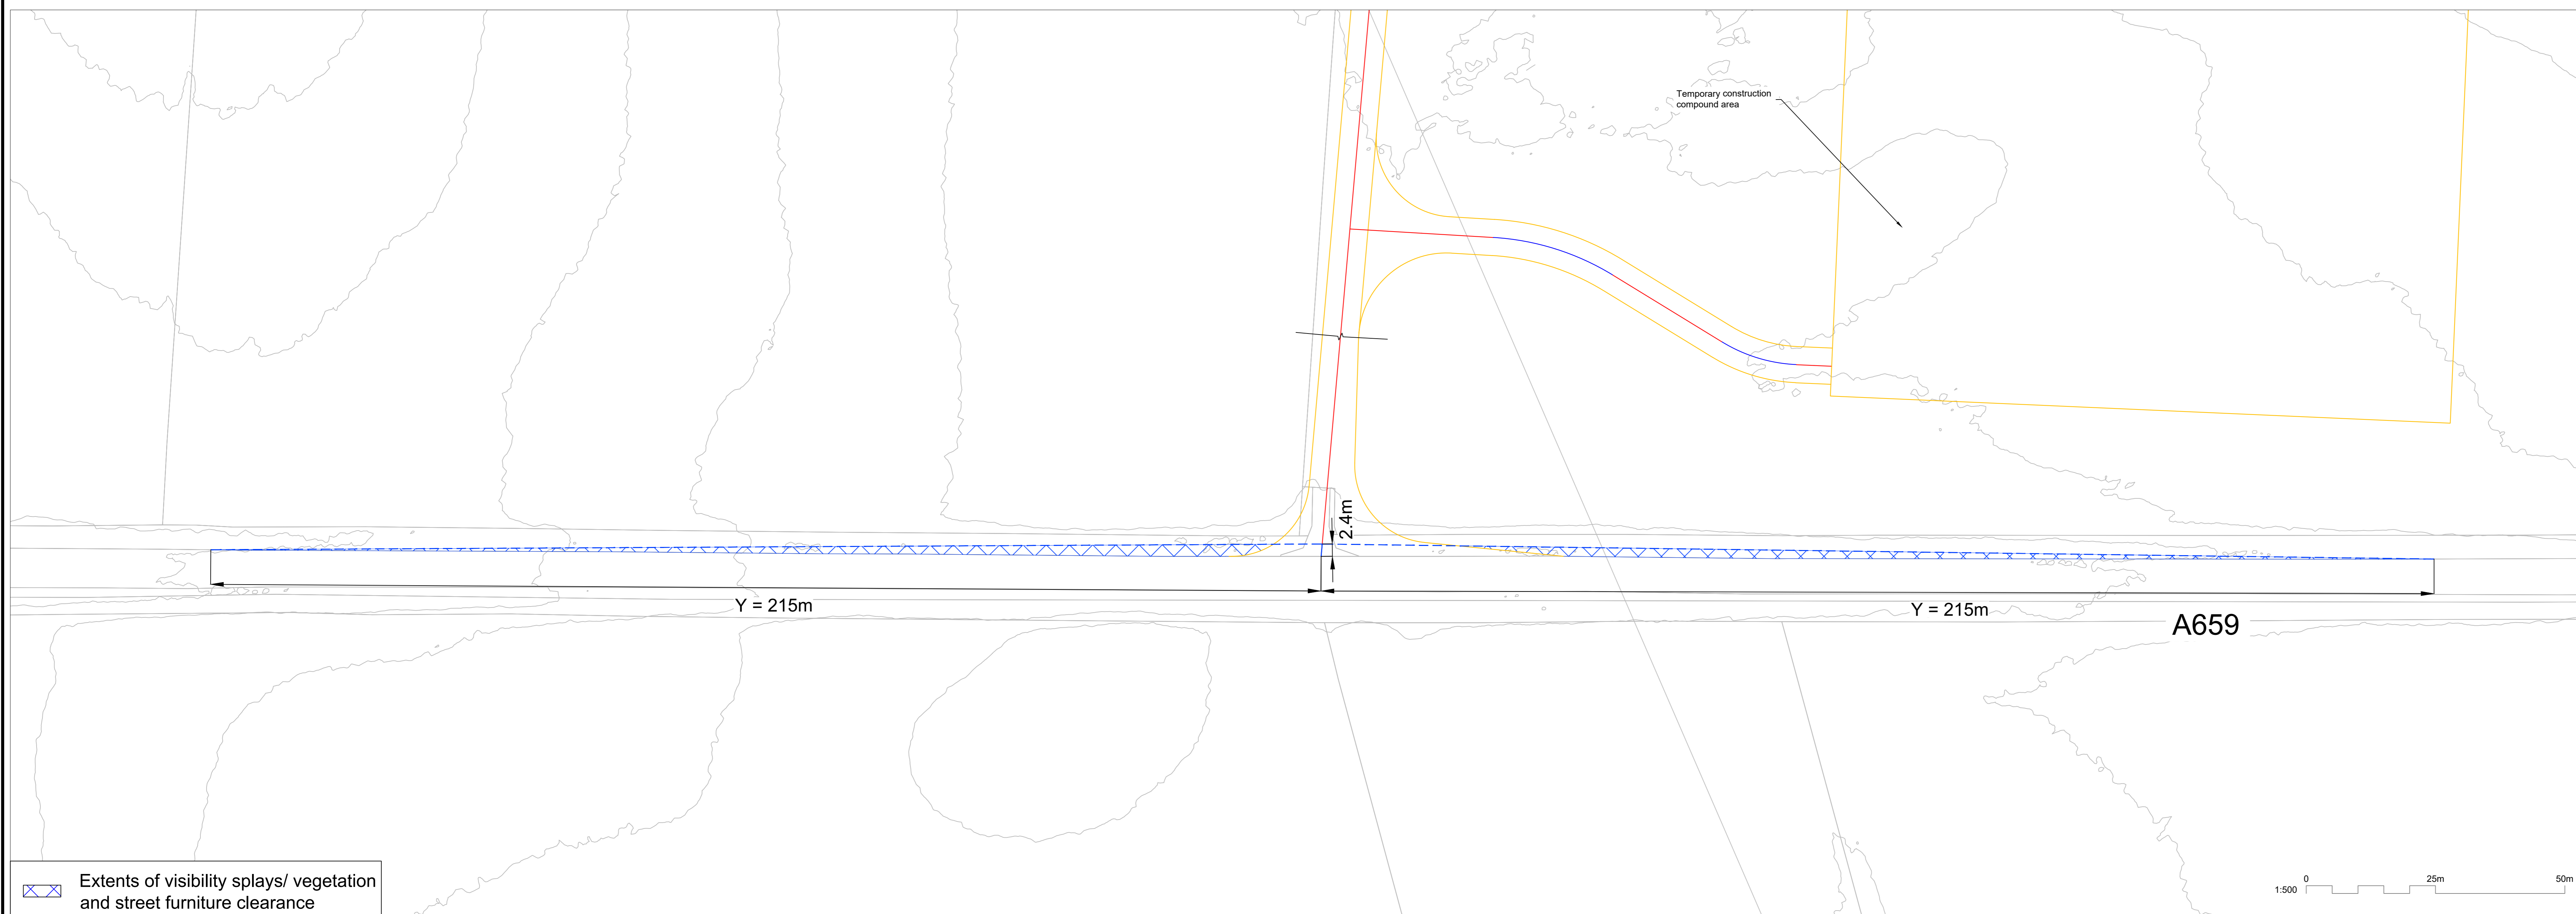 Temporary construction
compound area
2.4m
Y = 215m
Y = 215m
A659
Extents of visibility splays/ vegetation
and street furniture clearance
1:500
0
25m
50m